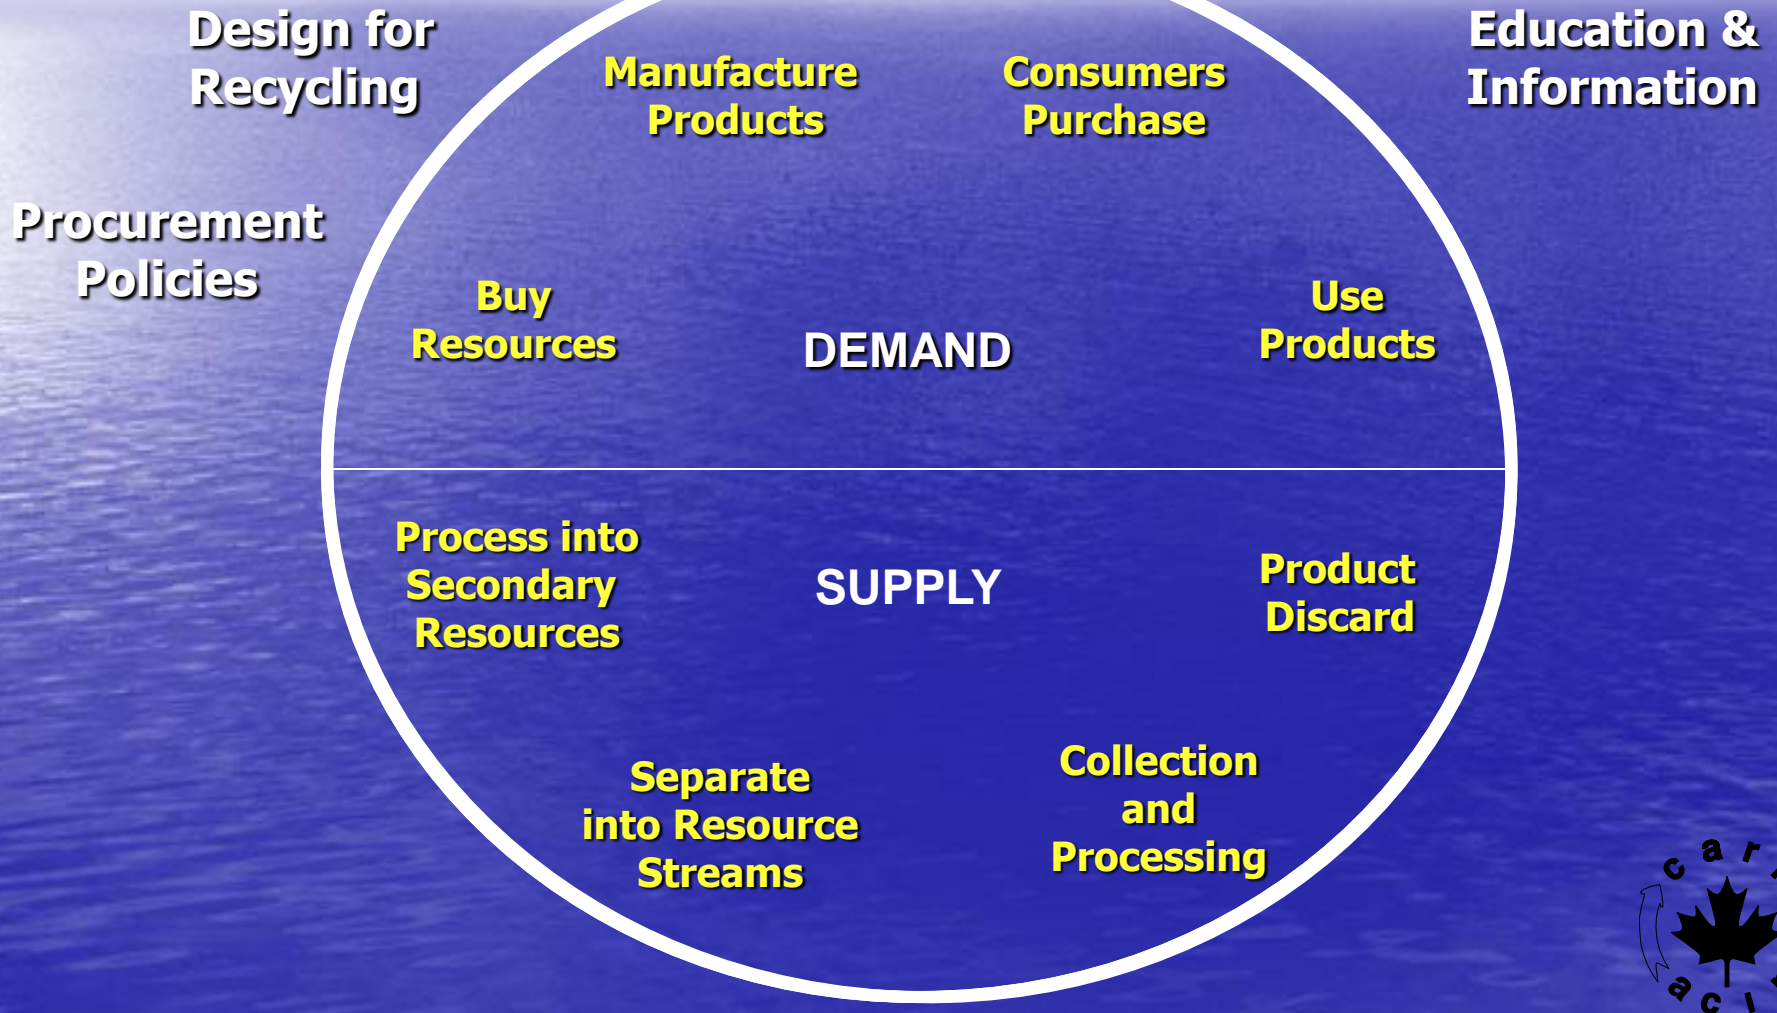 Design for
Recycling
Education &
Information
Manufacture
Products
Consumers
Purchase
Procurement
Policies
Buy
Resources
DEMAND
Use
Products
Process into
Secondary
Resources
SUPPLY
Product
Discard
Separate
into Resource
Streams
Collection
and
Processing